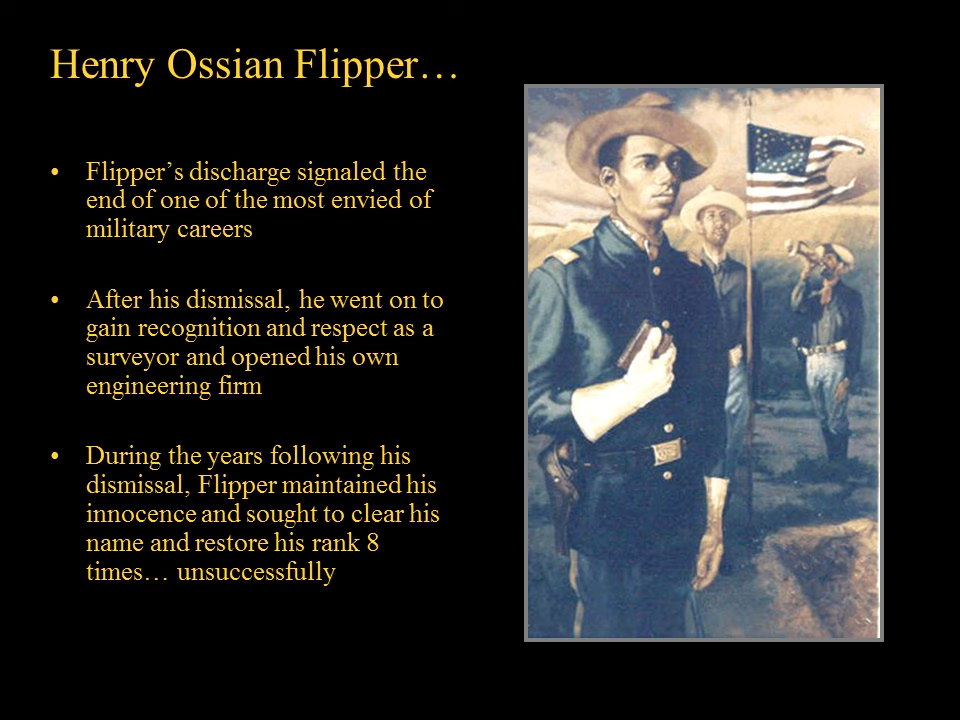 Henry Ossian Flipper…
• Flipper’s discharge signaled the
end of one of the most envied of
military careers
• After his dismissal, he went on to
gain recognition and respect as a
surveyor and opened his own
engineering firm
• During the years following his
dismissal, Flipper maintained his
innocence and sought to clear his
name and restore his rank 8
times… unsuccessfully